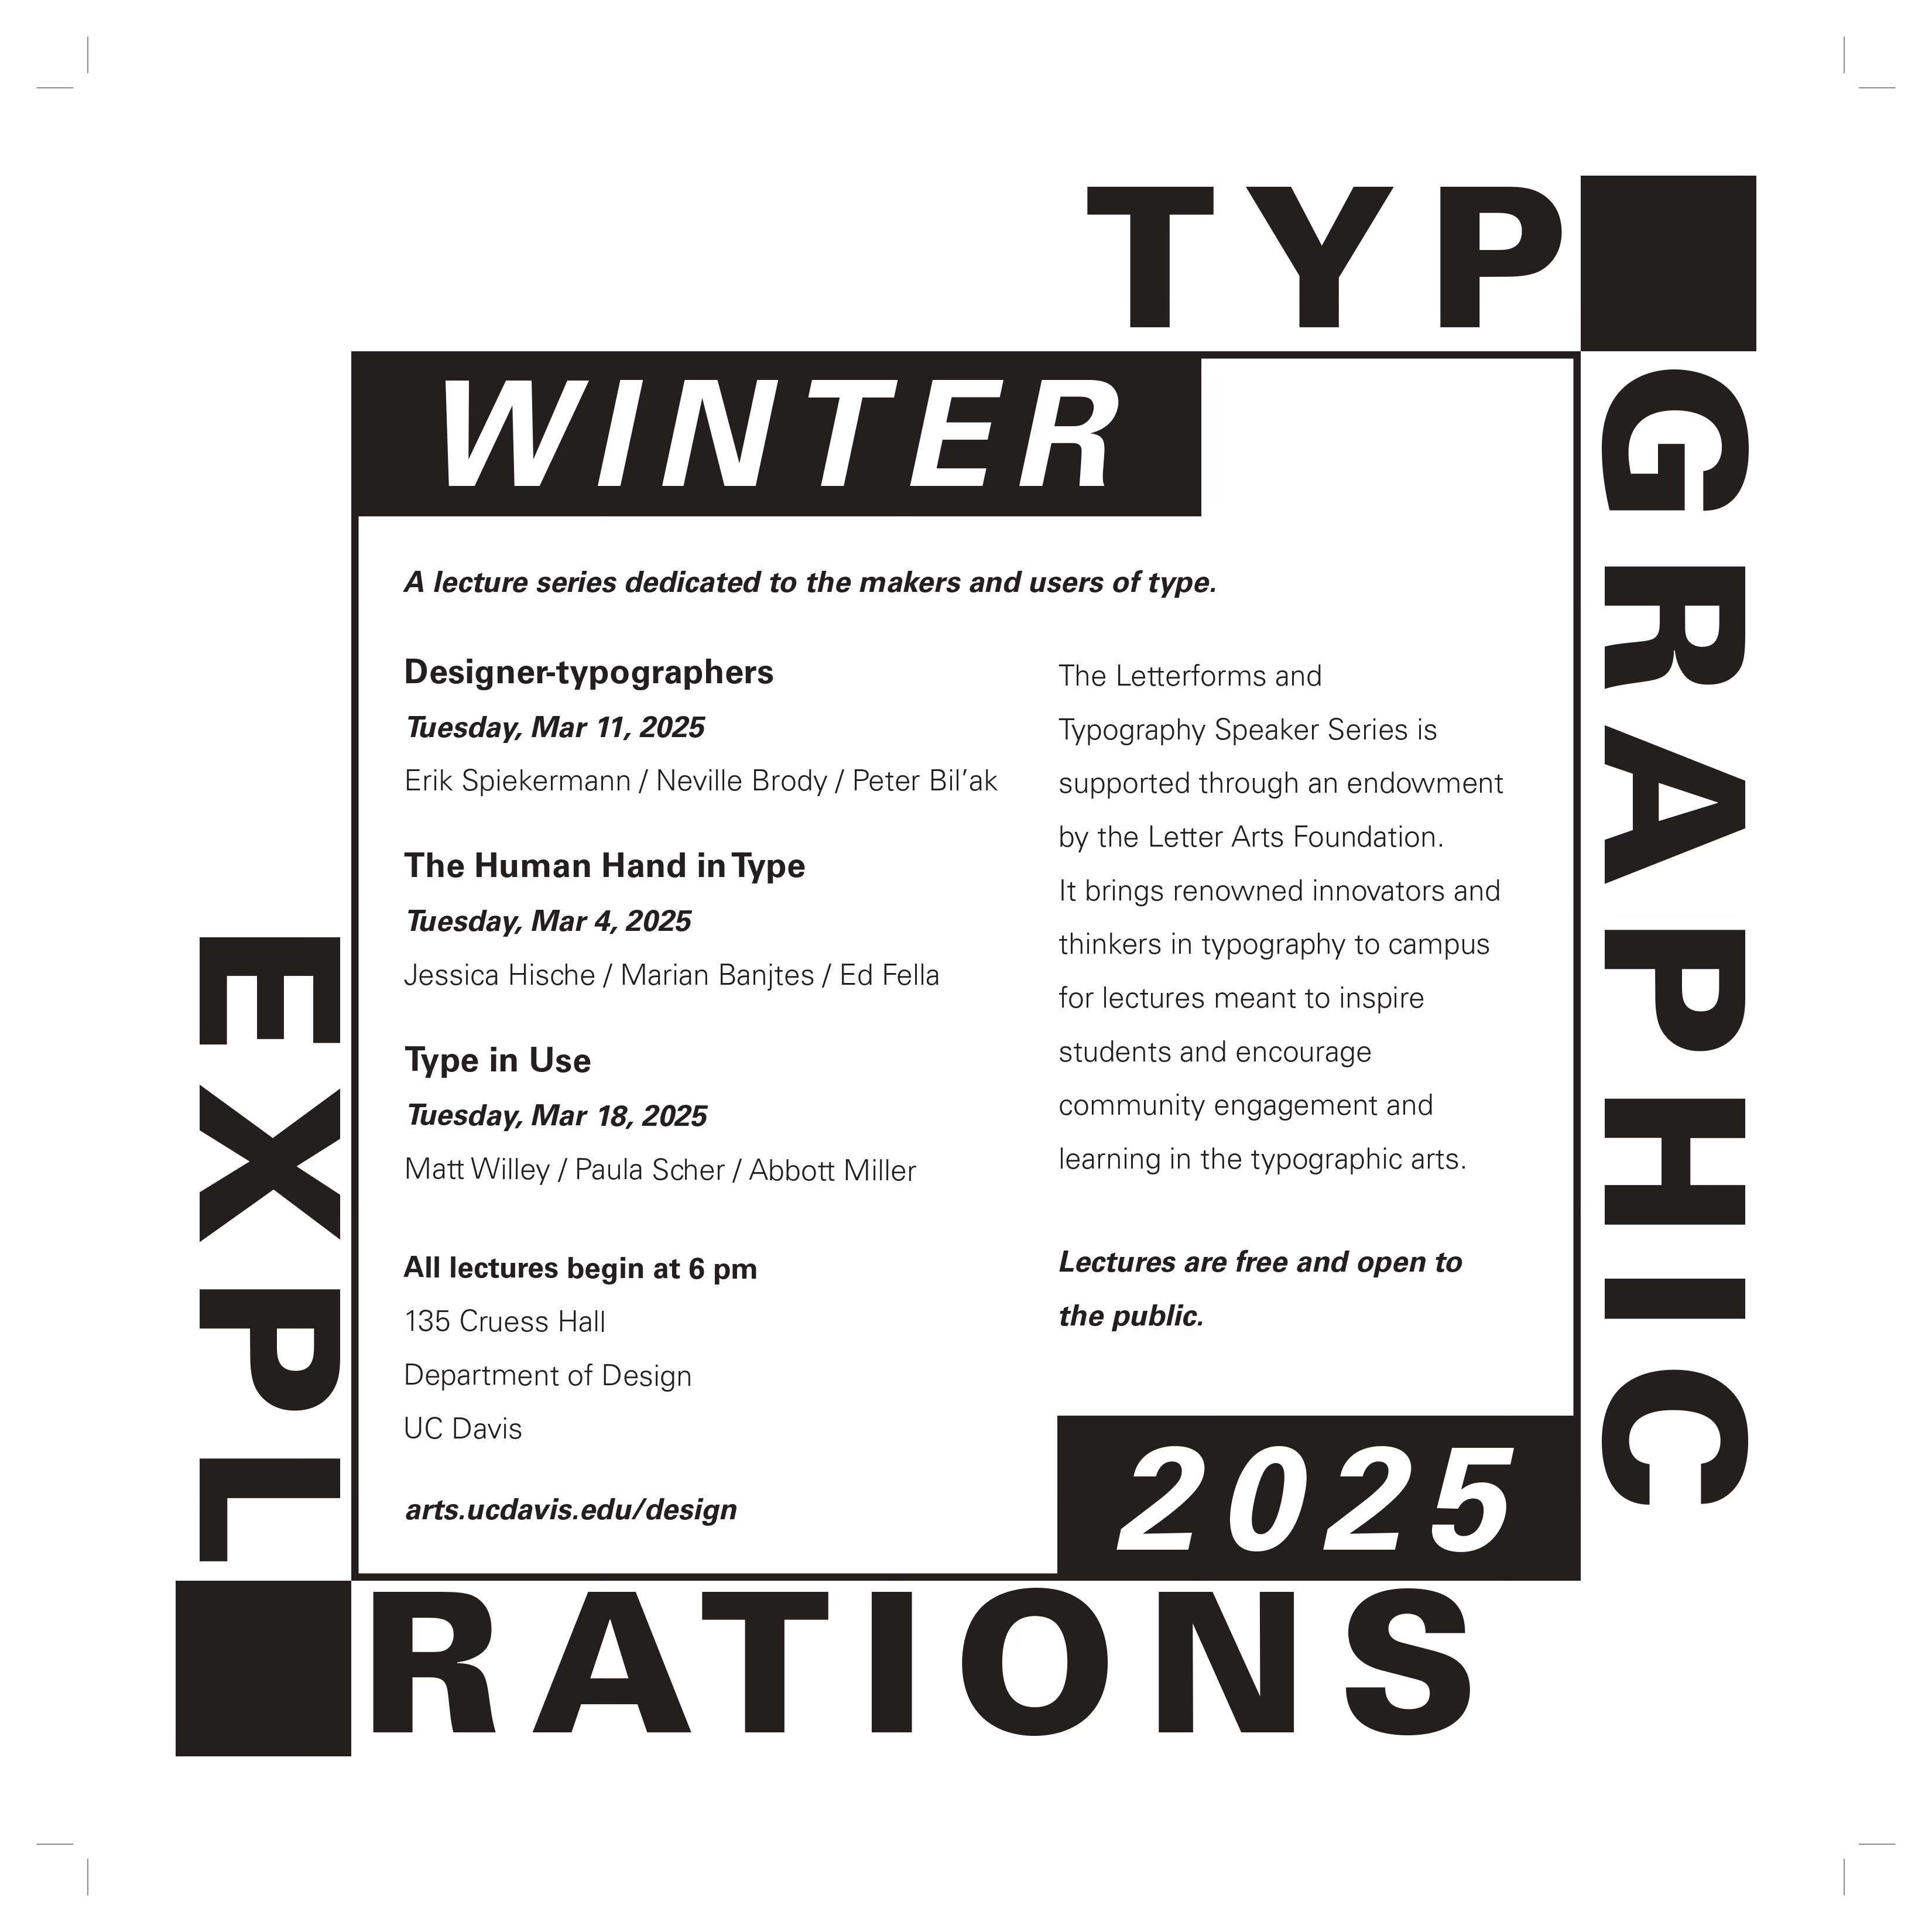 TYP
GRAPHIC
EXPL
RATIONS
WINTER
A lecture series dedicated to the makers and users of type.
Designer-typographers
Tuesday, Mar 11, 2025
Erik Spiekermann / Neville Brody / Peter Bil’ak
The Human Hand in Type
Tuesday, Mar 4, 2025
Jessica Hische / Marian Banjtes / Ed Fella
Type in Use
Tuesday, Mar 18, 2025
Matt Willey / Paula Scher / Abbott Miller
All lectures begin at 6 pm
135 Cruess Hall
Department of Design
UC Davis
arts.ucdavis.edu/design
The Letterforms and
Typography Speaker Series is
supported through an endowment
by the Letter Arts Foundation.
It brings renowned innovators and
thinkers in typography to campus
for lectures meant to inspire
students and encourage
community engagement and
learning in the typographic arts.
Lectures are free and open to
the public.
2025